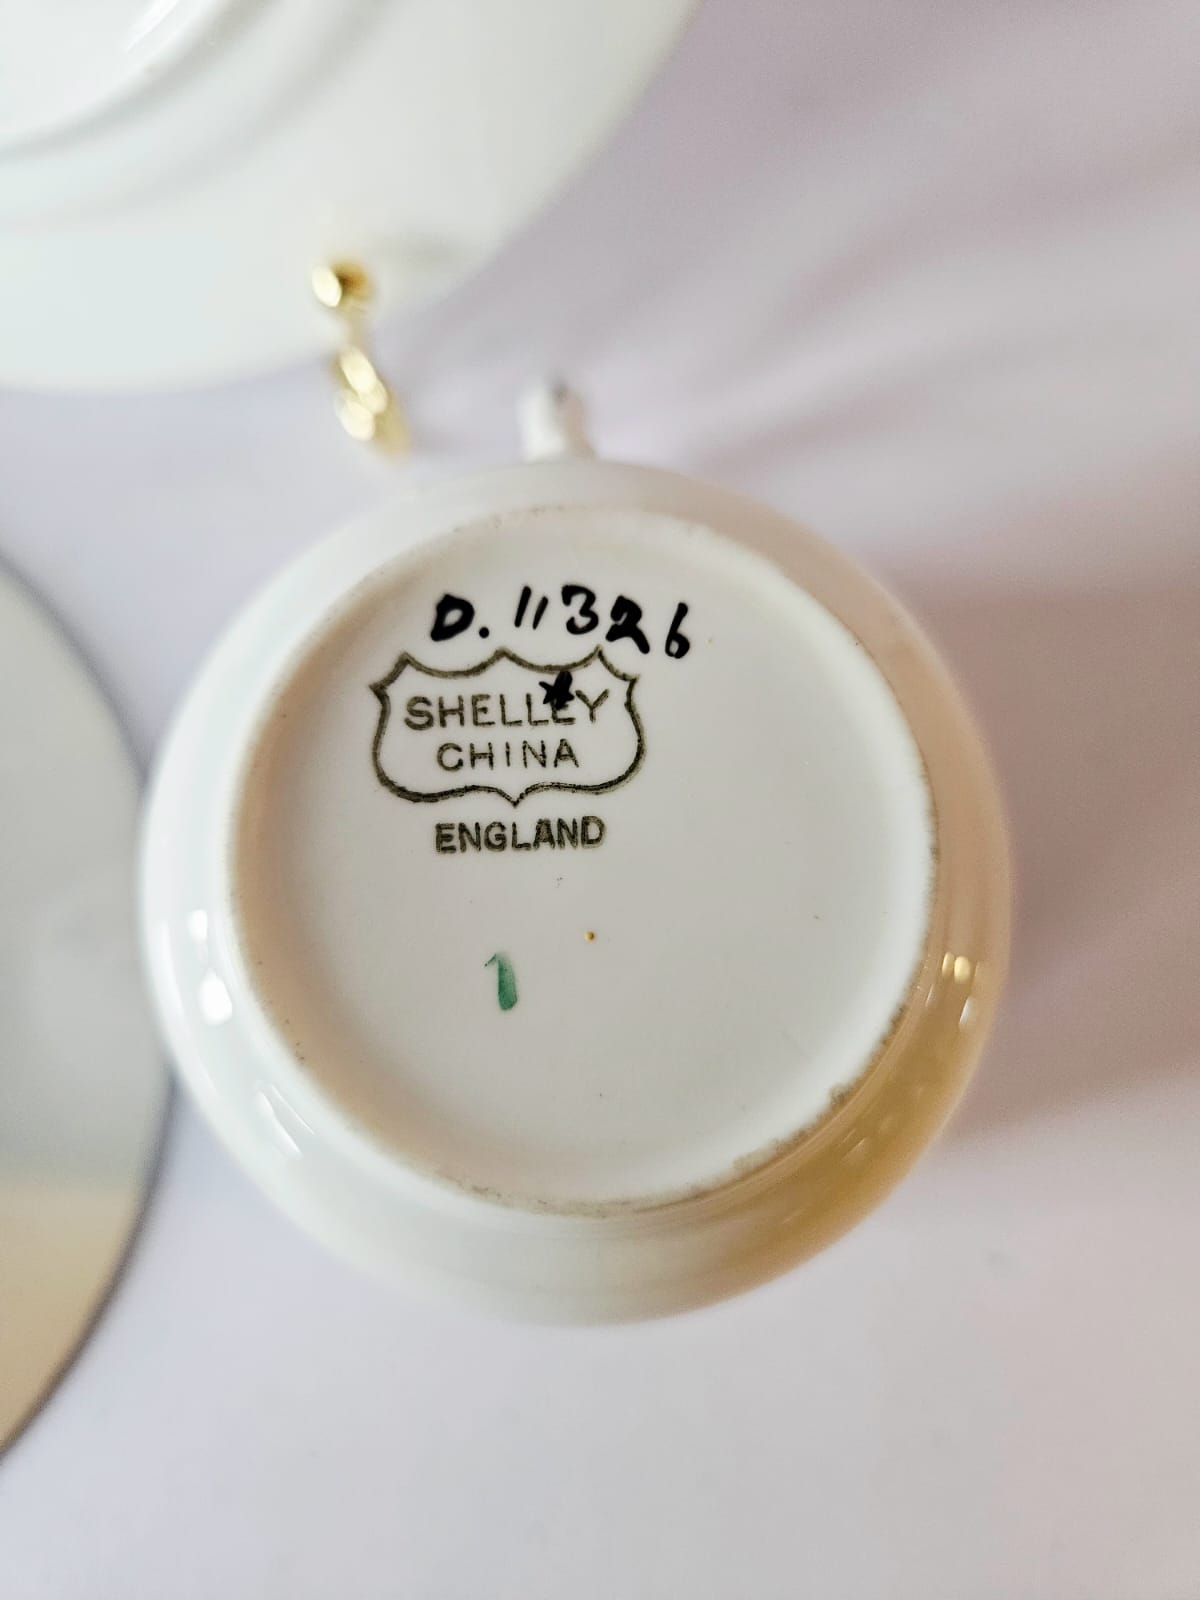 D. 11326
SHELLEY
CHINA
ENGLAND
1